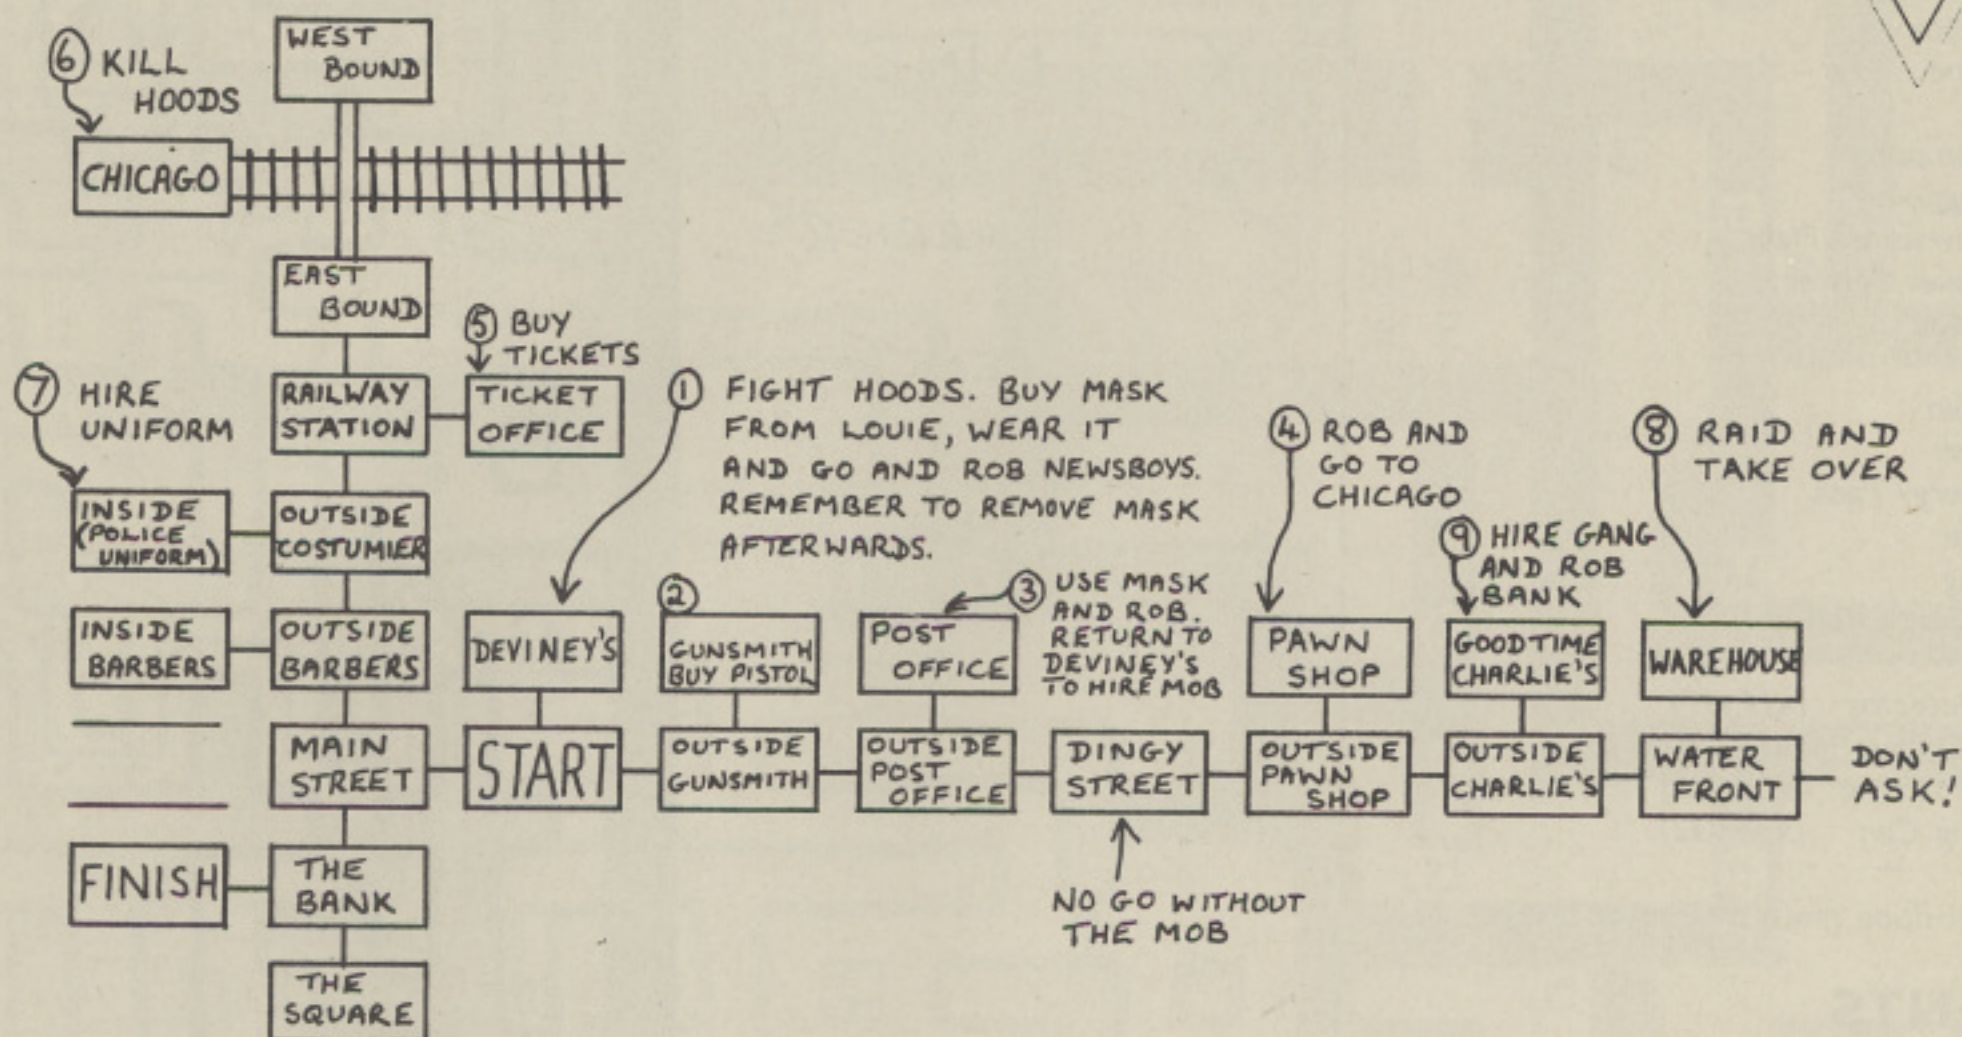 WEST
BOUND
⑥ KILL
HOODS
CHICAGO
EAST
BOUND
⑤ BUY
TICKETS
⑦ HIRE
UNIFORM
RAILWAY
STATION
TICKET
OFFICE
① FIGHT HOODS. BUY MASK
FROM LOUIE, WEAR IT
AND GO AND ROB NEWSBOYS.
REMEMBER TO REMOVE MASK
AFTERWARDS.
④ ROB AND
GO TO
CHICAGO
⑧ RAID AND
TAKE OVER
INSIDE
(POLICE
UNIFORM)
OUTSIDE
COSTUMIER
⑨ HIRE GANG
AND ROB
BANK
③ USE MASK
AND ROB.
RETURN TO
DEVINEY'S
TO HIRE MOB
INSIDE
BARBERS
OUTSIDE
BARBERS
DEVINEY'S
②
GUNSMITH
BUY PISTOL
POST
OFFICE
PAWN
SHOP
GOODTIME
CHARLIE'S
WAREHOUSE
MAIN
STREET
START
OUTSIDE
GUNSMITH
OUTSIDE
POST
OFFICE
DINGY
STREET
OUTSIDE
PAWN
SHOP
OUTSIDE
CHARLIE'S
WATER
FRONT
DON'T
ASK!
FINISH
THE
BANK
NO GO WITHOUT
THE MOB
THE
SQUARE